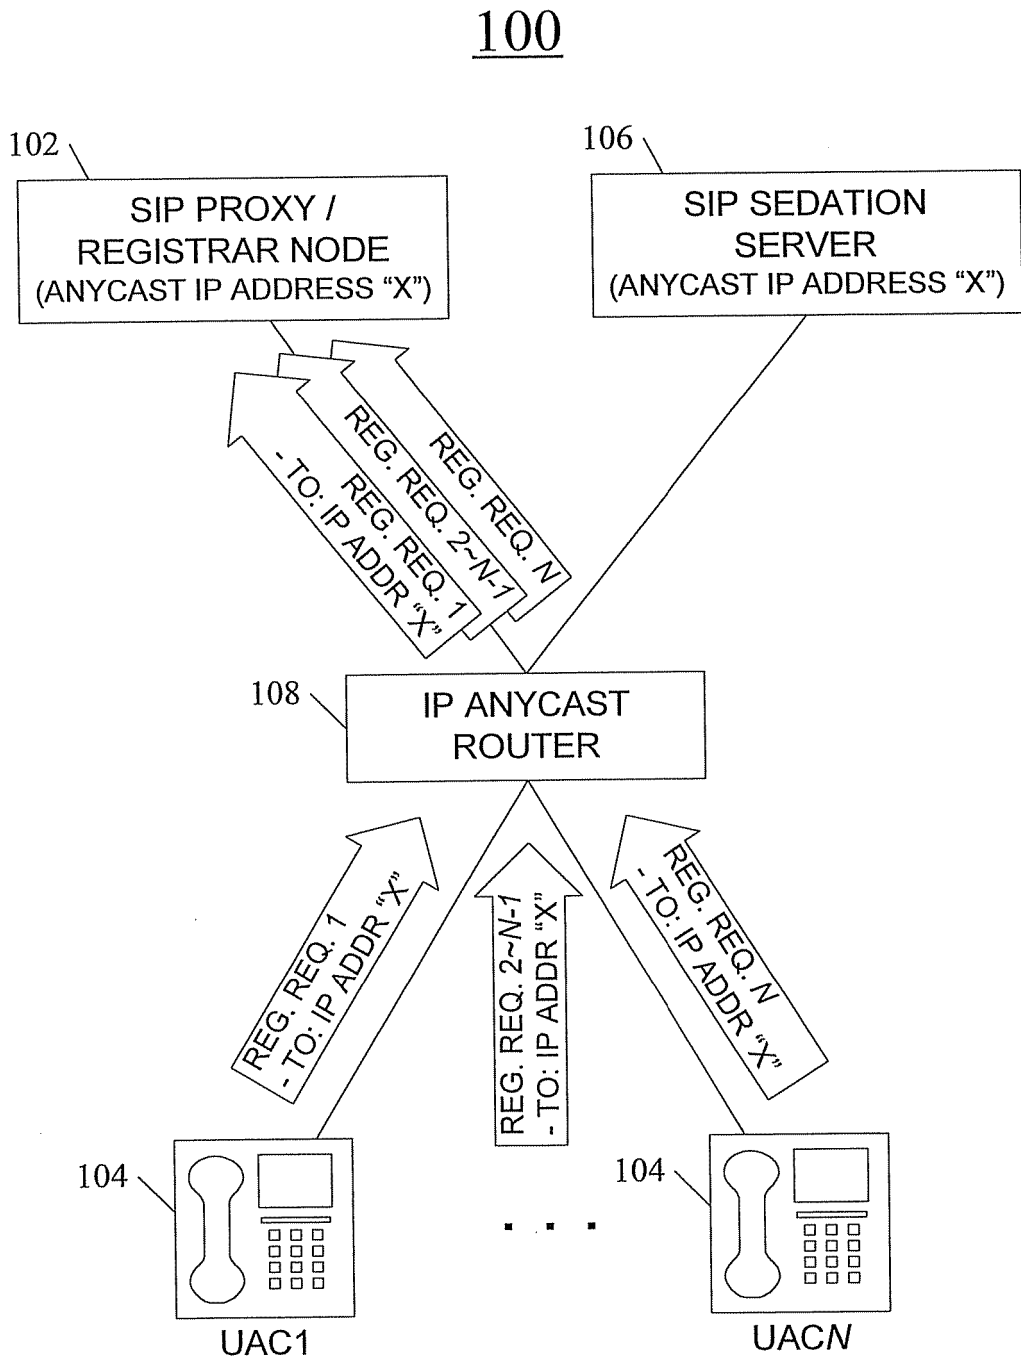 100
102
106
SIP PROXY /
REGISTRAR NODE
(ANYCAST IP ADDRESS “X”)
SIP SEDATION
SERVER
(ANYCAST IP ADDRESS “X”)
REG. REQ. N
REG. REQ. 2~N-1
REG. REQ. 1
- TO: IP ADDR “X”
108
IP ANYCAST
ROUTER
REG. REQ. 1
- TO: IP ADDR “X”
REG. REQ. 2~N-1
- TO: IP ADDR “X”
REG. REQ. N
- TO: IP ADDR “X”
104
. . .
104
UAC1
UACN